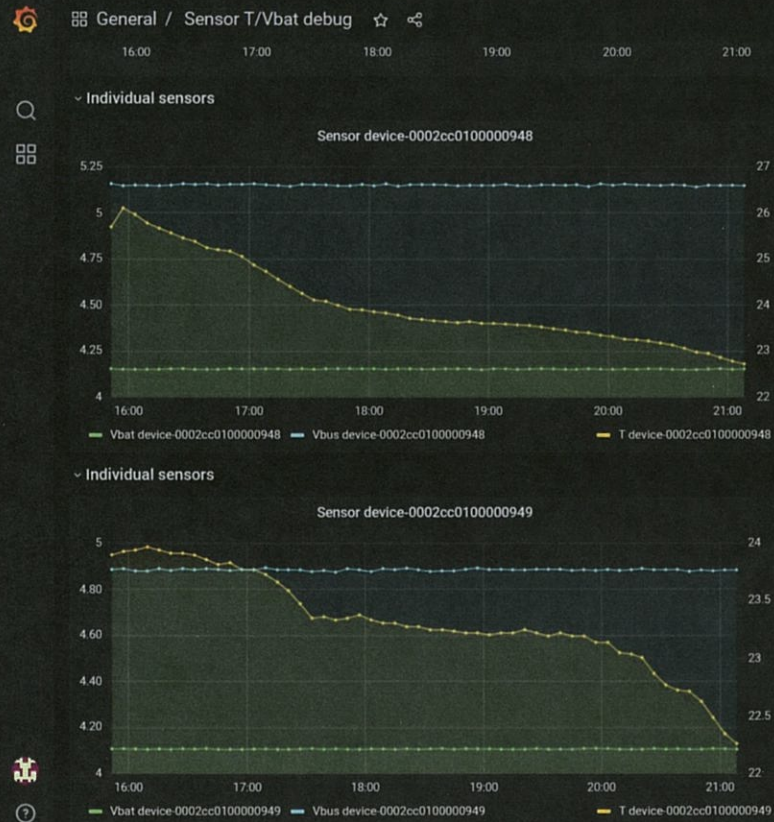 General / Sensor T/Vbat debug
16:00 17:00 18:00 19:00 20:00 21:00
Individual sensors
Sensor device-0002cc0100000948
5.25 27
5 26
4.75 25
4.50 24
4.25 23
4 22
16:00 17:00 18:00 19:00 20:00 21:00
Vbat device-0002cc0100000948 Vbus device-0002cc0100000948 T device-0002cc0100000948
Individual sensors
Sensor device-0002cc0100000949
5 24
4.80 23.5
4.60 23
4.40 22.5
4.20
4 22
16:00 17:00 18:00 19:00 20:00 21:00
Vbat device-0002cc0100000949 Vbus device-0002cc0100000949 T device-0002cc0100000949